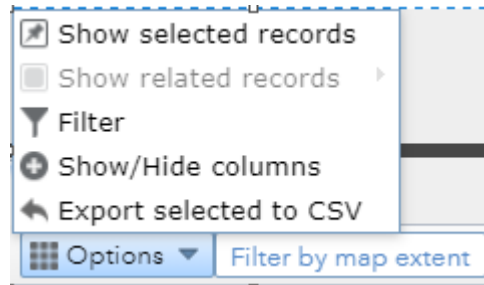 Show selected records
Show related records
Filter
Show/Hide columns
Export selected to CSV
Options Filter by map extent